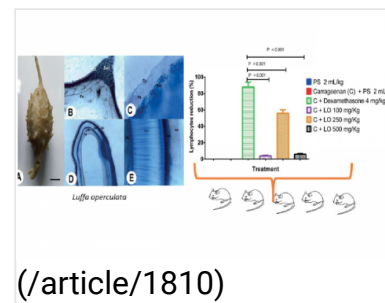 P < 0.001
P < 0.001
P < 0.001
Lymphocytes reduction (%)
100
80
60
40
20
0
Treatment
PS 2 mL/kg
Carrageenan (C) + PS 2 mL
C + Dexamethasone 4 mg/kg
C + LO 100 mg/Kg
C + LO 250 mg/Kg
C + LO 500 mg/Kg
A
B
C
D
E
Luffa operculata
(/article/1810)